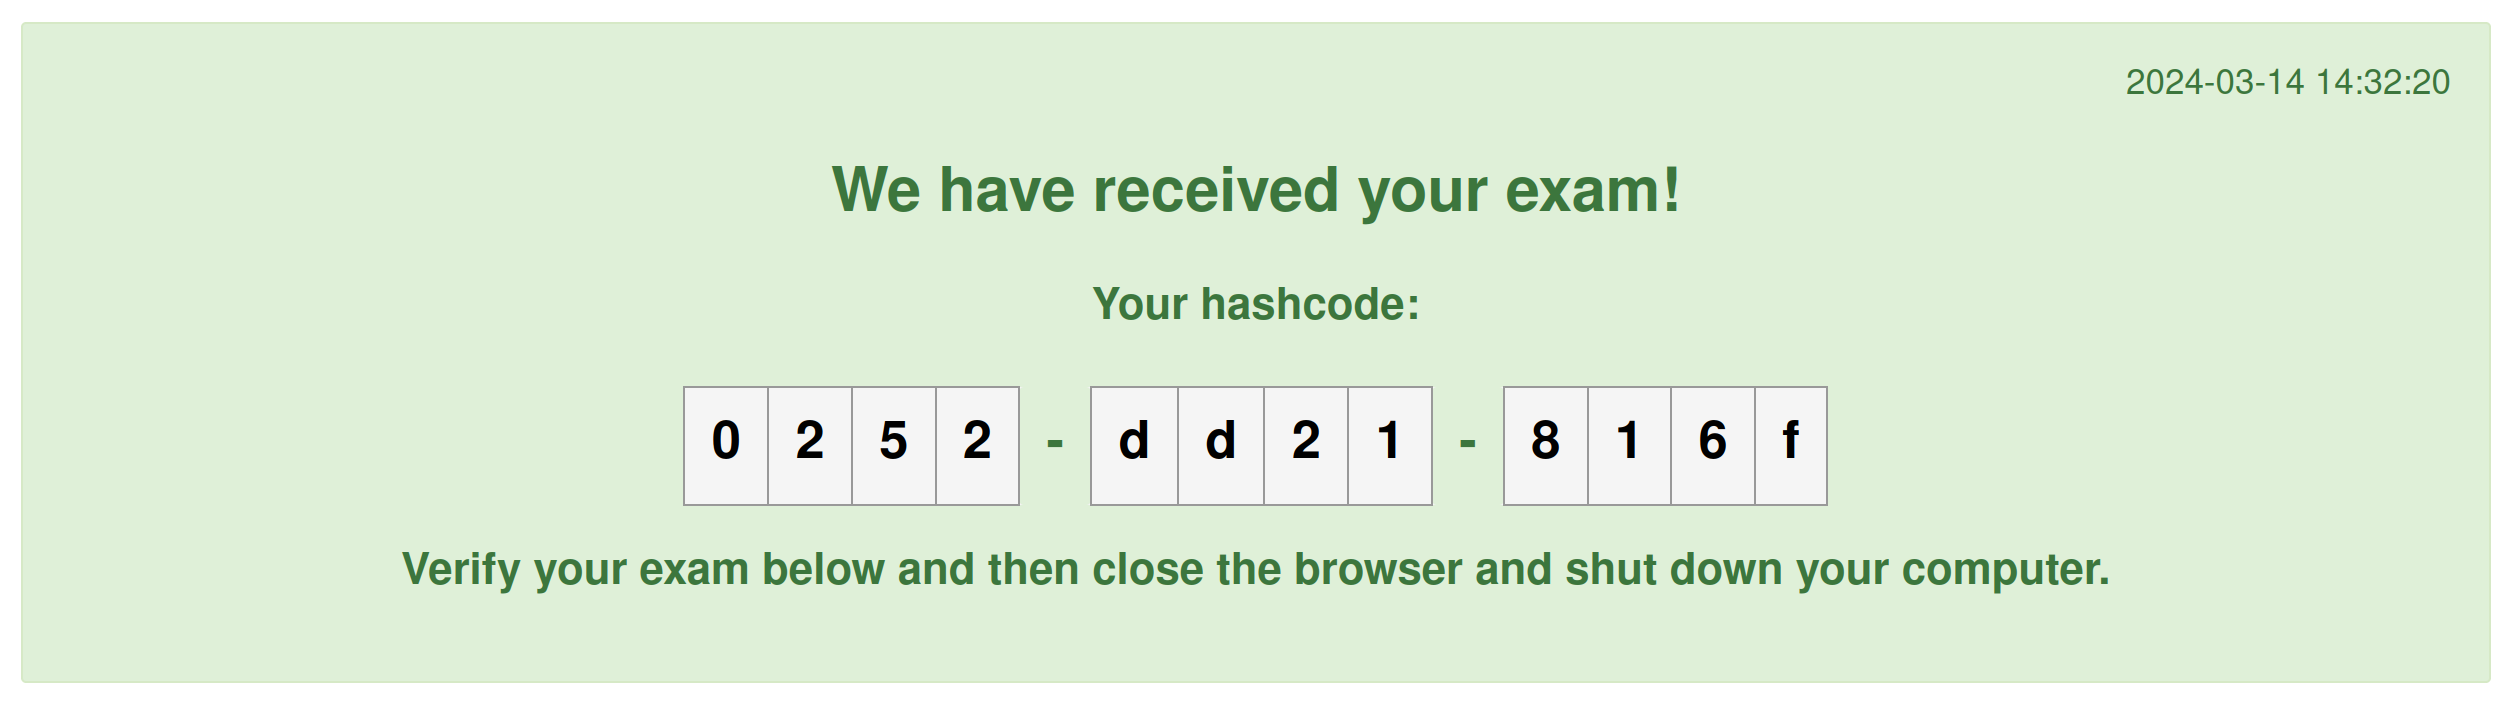 2024-03-14 14:32:20
We have received your exam!
Your hashcode:
0 2 5 2 - d d 2 1 - 8 1 6 f
Verify your exam below and then close the browser and shut down your computer.